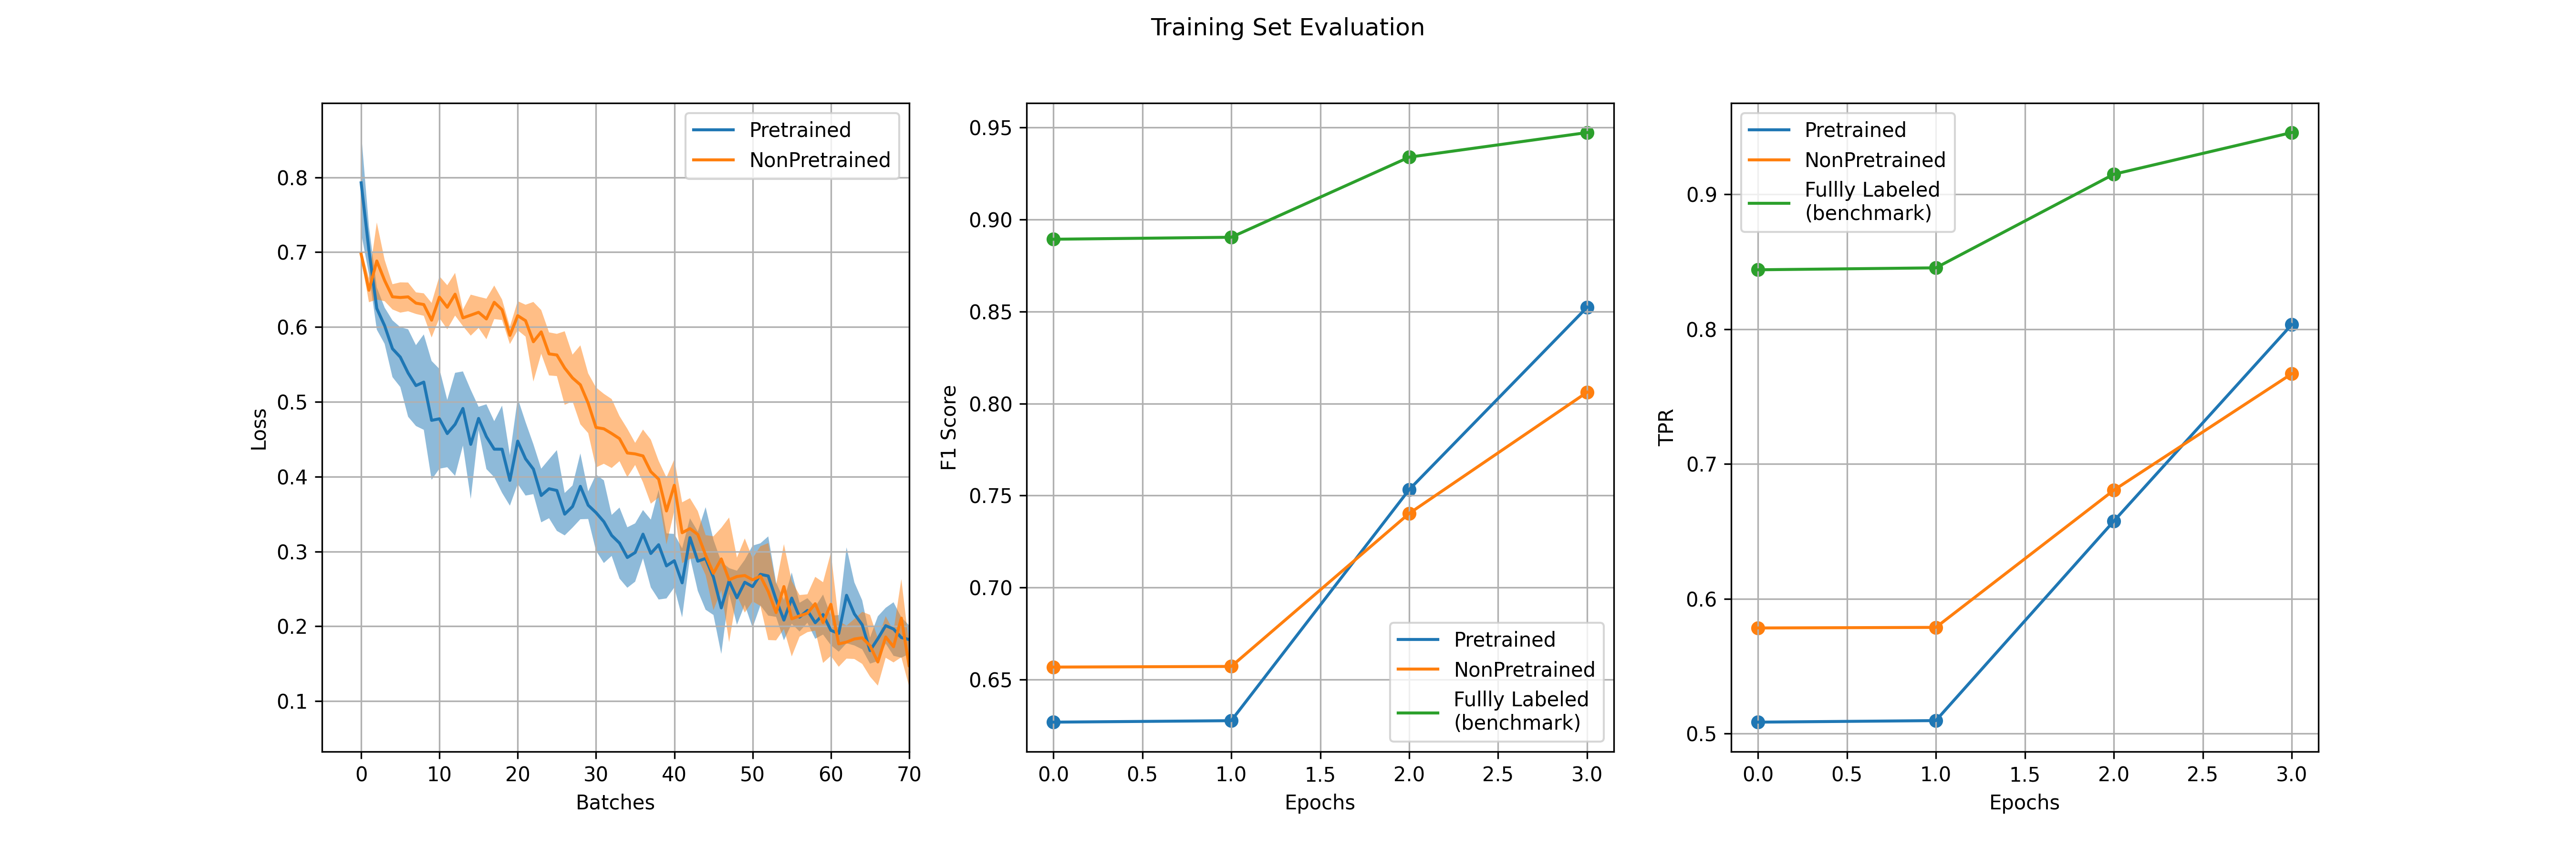 Training Set Evaluation
Loss
0.8
0.7
0.6
0.5
0.4
0.3
0.2
0.1
0
10
20
30
40
50
60
70
Batches
Pretrained
NonPretrained
F1 Score
0.95
0.90
0.85
0.80
0.75
0.70
0.65
0.0
0.5
1.0
1.5
2.0
2.5
3.0
Epochs
Pretrained
NonPretrained
Fullly Labeled
(benchmark)
TPR
0.9
0.8
0.7
0.6
0.5
0.0
0.5
1.0
1.5
2.0
2.5
3.0
Epochs
Pretrained
NonPretrained
Fullly Labeled
(benchmark)